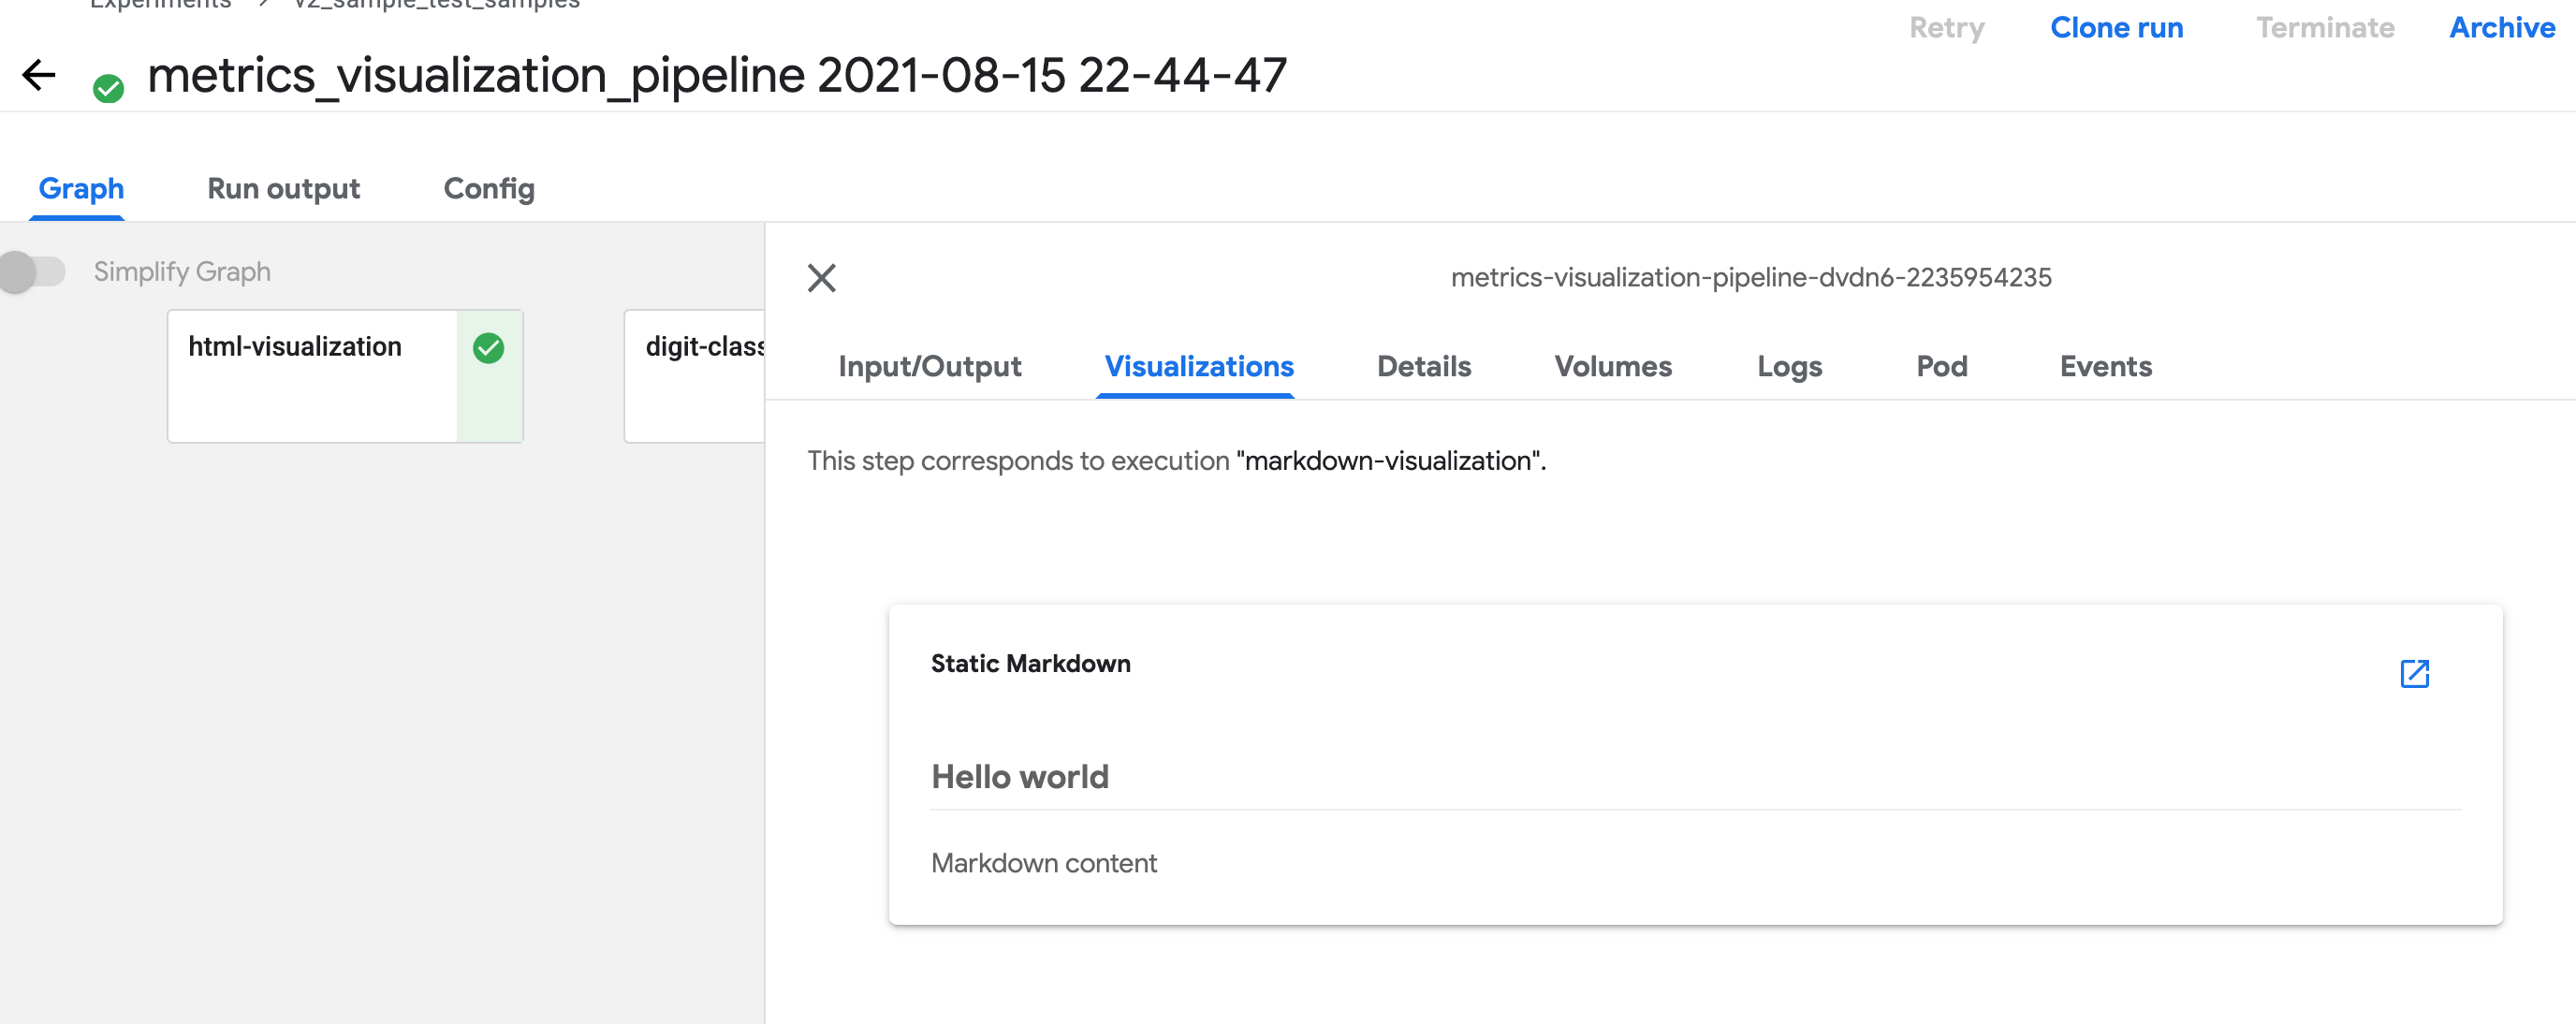 Experiments > v2_sample_test_samples
Retry Clone run Terminate Archive
metrics_visualization_pipeline 2021-08-15 22-44-47
Graph Run output Config
Simplify Graph
html-visualization
digit-class
metrics-visualization-pipeline-dvdn6-2235954235
Input/Output Visualizations Details Volumes Logs Pod Events
This step corresponds to execution "markdown-visualization".
Static Markdown
Hello world
Markdown content